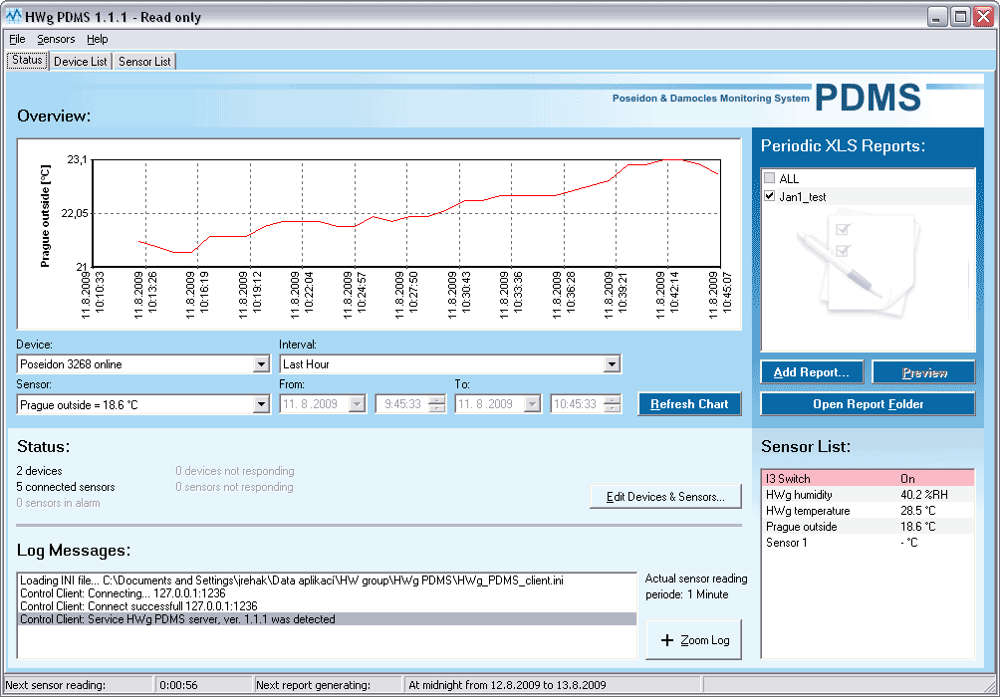 HWg PDMS 1.1.1 - Read only
File Sensors Help
Status Device List Sensor List
Poseidon & Damocles Monitoring System PDMS
Overview:
Prague outside [°C]
23,1
22,05
21
11.8.2009 10:10:33
11.8.2009 10:13:26
11.8.2009 10:16:19
11.8.2009 10:19:12
11.8.2009 10:22:04
11.8.2009 10:24:57
11.8.2009 10:27:50
11.8.2009 10:30:43
11.8.2009 10:33:36
11.8.2009 10:36:28
11.8.2009 10:39:21
11.8.2009 10:42:14
11.8.2009 10:45:07
Device: Interval:
Poseidon 3268 online Last Hour
Sensor: From: To:
Prague outside = 18.6 °C 11. 8 .2009 9:45:33 11. 8 .2009 10:45:33 Refresh Chart
Periodic XLS Reports:
ALL
Jan1_test
Add Report... Preview
Open Report Folder
Status:
2 devices 0 devices not responding
5 connected sensors 0 sensors not responding
0 sensors in alarm
Edit Devices & Sensors...
Sensor List:
I3 Switch On
HWg humidity 40.2 %RH
HWg temperature 28.5 °C
Prague outside 18.6 °C
Sensor 1 - °C
Log Messages:
Loading INI file... C:\Documents and Settings\jrehak\Data aplikací\HW group\HWg PDMS\HWg_PDMS_client.ini
Control Client: Connecting... 127.0.0.1:1236
Control Client: Connect successfull 127.0.0.1:1236
Control Client: Service HWg PDMS server, ver. 1.1.1 was detected
Actual sensor reading
periode: 1 Minute
+ Zoom Log
Next sensor reading: 0:00:56 Next report generating: At midnight from 12.8.2009 to 13.8.2009